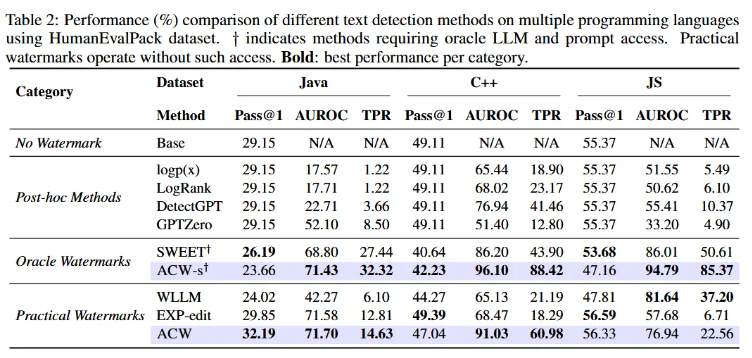 Table 2: Performance (%) comparison of different text detection methods on multiple programming languages
using HumanEvalPack dataset. † indicates methods requiring oracle LLM and prompt access. Practical
watermarks operate without such access. Bold: best performance per category.
Category Dataset Java C++ JS
Method Pass@1 AUROC TPR Pass@1 AUROC TPR Pass@1 AUROC TPR
No Watermark Base 29.15 N/A N/A 49.11 N/A N/A 55.37 N/A N/A
Post-hoc Methods logp(x) 29.15 17.57 1.22 49.11 65.44 18.90 55.37 51.55 5.49
LogRank 29.15 17.71 1.22 49.11 68.02 23.17 55.37 50.62 6.10
DetectGPT 29.15 22.71 3.66 49.11 76.94 41.46 55.37 55.41 10.37
GPTZero 29.15 52.10 8.50 49.11 51.40 12.80 55.37 33.20 4.90
Oracle Watermarks SWEET† 26.19 68.80 27.44 40.64 86.20 43.90 53.68 86.01 50.61
ACW-s† 23.66 71.43 32.32 42.23 96.10 88.42 47.16 94.79 85.37
Practical Watermarks WLLM 24.02 42.27 6.10 44.27 65.13 21.19 47.81 81.64 37.20
EXP-edit 29.85 71.58 12.81 49.39 68.47 18.29 56.59 57.68 6.71
ACW 32.19 71.70 14.63 47.04 91.03 60.98 56.33 76.94 22.56